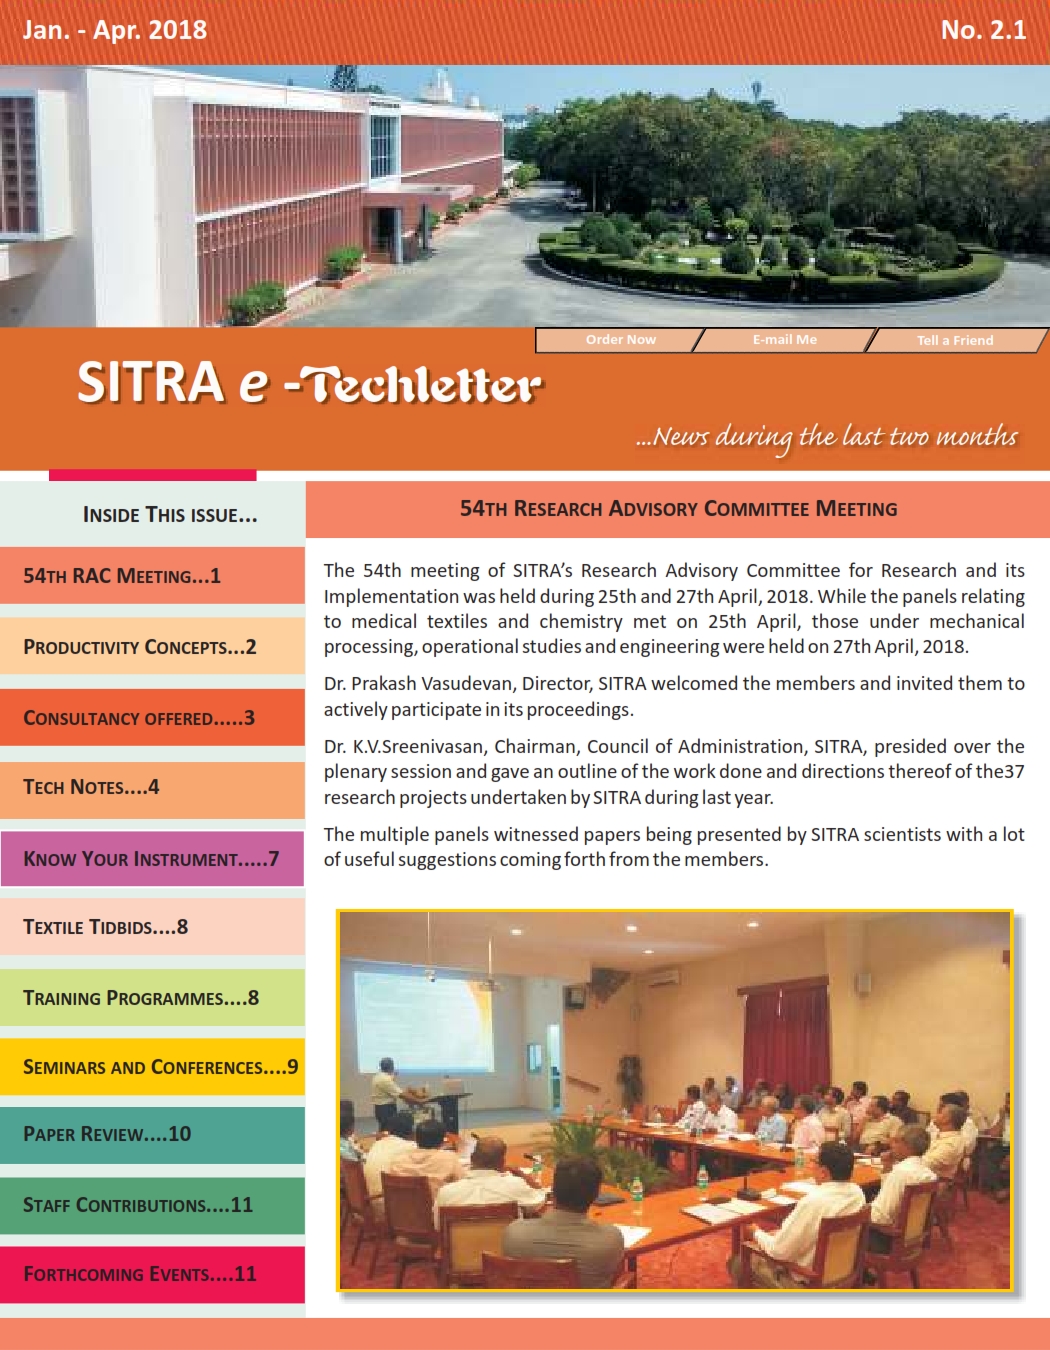 Jan. - Apr. 2018
No. 2.1
Order Now
E-mail Me
Tell a Friend
SITRA e -Techletter
...News during the last two months
INSIDE THIS ISSUE...
54TH RAC MEETING...1
PRODUCTIVITY CONCEPTS...2
CONSULTANCY OFFERED.....3
TECH NOTES....4
KNOW YOUR INSTRUMENT.....7
TEXTILE TIDBIDS....8
TRAINING PROGRAMMES....8
SEMINARS AND CONFERENCES....9
PAPER REVIEW....10
STAFF CONTRIBUTIONS....11
FORTHCOMING EVENTS....11
54TH RESEARCH ADVISORY COMMITTEE MEETING
The 54th meeting of SITRA’s Research Advisory Committee for Research and its
Implementation was held during 25th and 27th April, 2018. While the panels relating
to medical textiles and chemistry met on 25th April, those under mechanical
processing, operational studies and engineering were held on 27th April, 2018.
Dr. Prakash Vasudevan, Director, SITRA welcomed the members and invited them to
actively participate in its proceedings.
Dr. K.V.Sreenivasan, Chairman, Council of Administration, SITRA, presided over the
plenary session and gave an outline of the work done and directions thereof of the37
research projects undertaken by SITRA during last year.
The multiple panels witnessed papers being presented by SITRA scientists with a lot
of useful suggestions coming forth from the members.